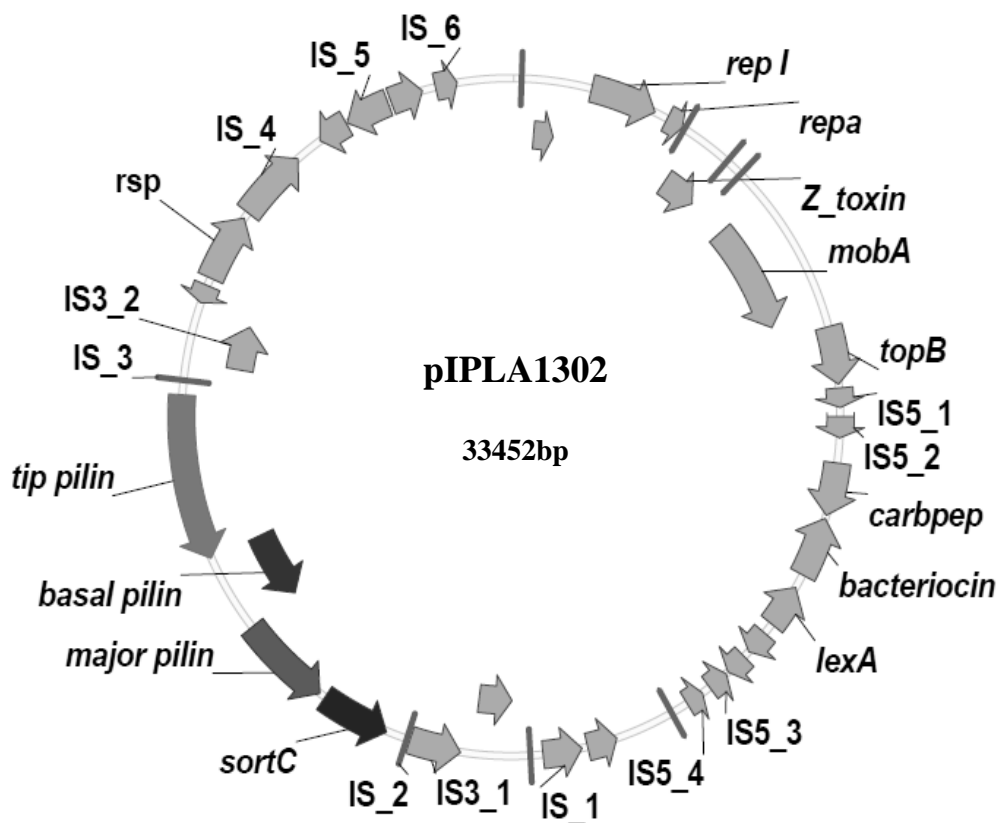 IS_6
IS_5
rep I
repa
IS_4
rsp
Z_toxin
mobA
IS3_2
IS_3
pIPLA1302
topB
IS5_1
33452bp
IS5_2
tip pilin
carbpep
basal pilin
bacteriocin
major pilin
lexA
sortC
IS5_3
IS5_4
IS_2
IS3_1
IS_1